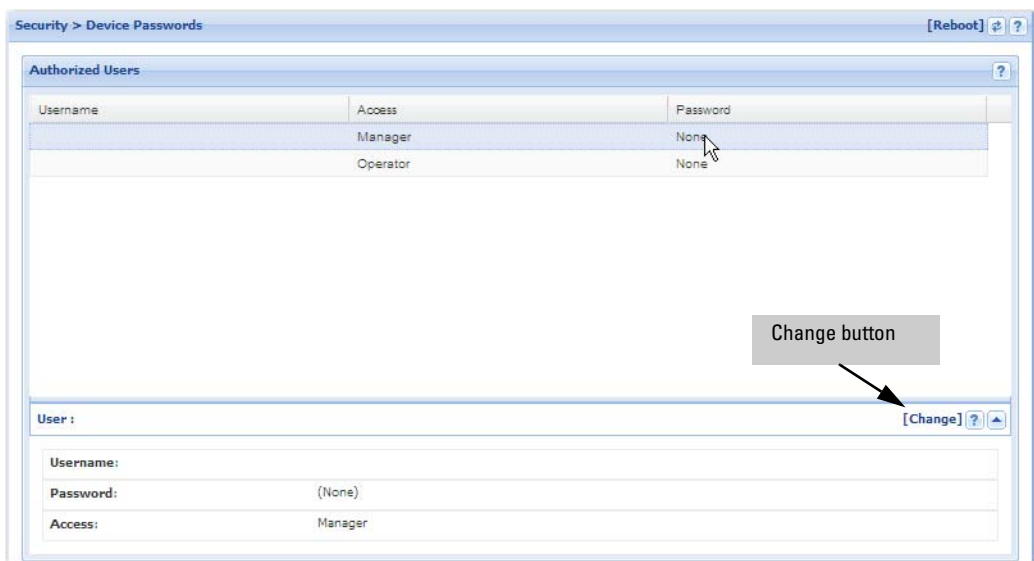 Security > Device Passwords [Reboot] ?
Authorized Users ?
Username Access Password
Manager None
Operator None
Change button
User : [Change] ?
Username:
Password: (None)
Access: Manager